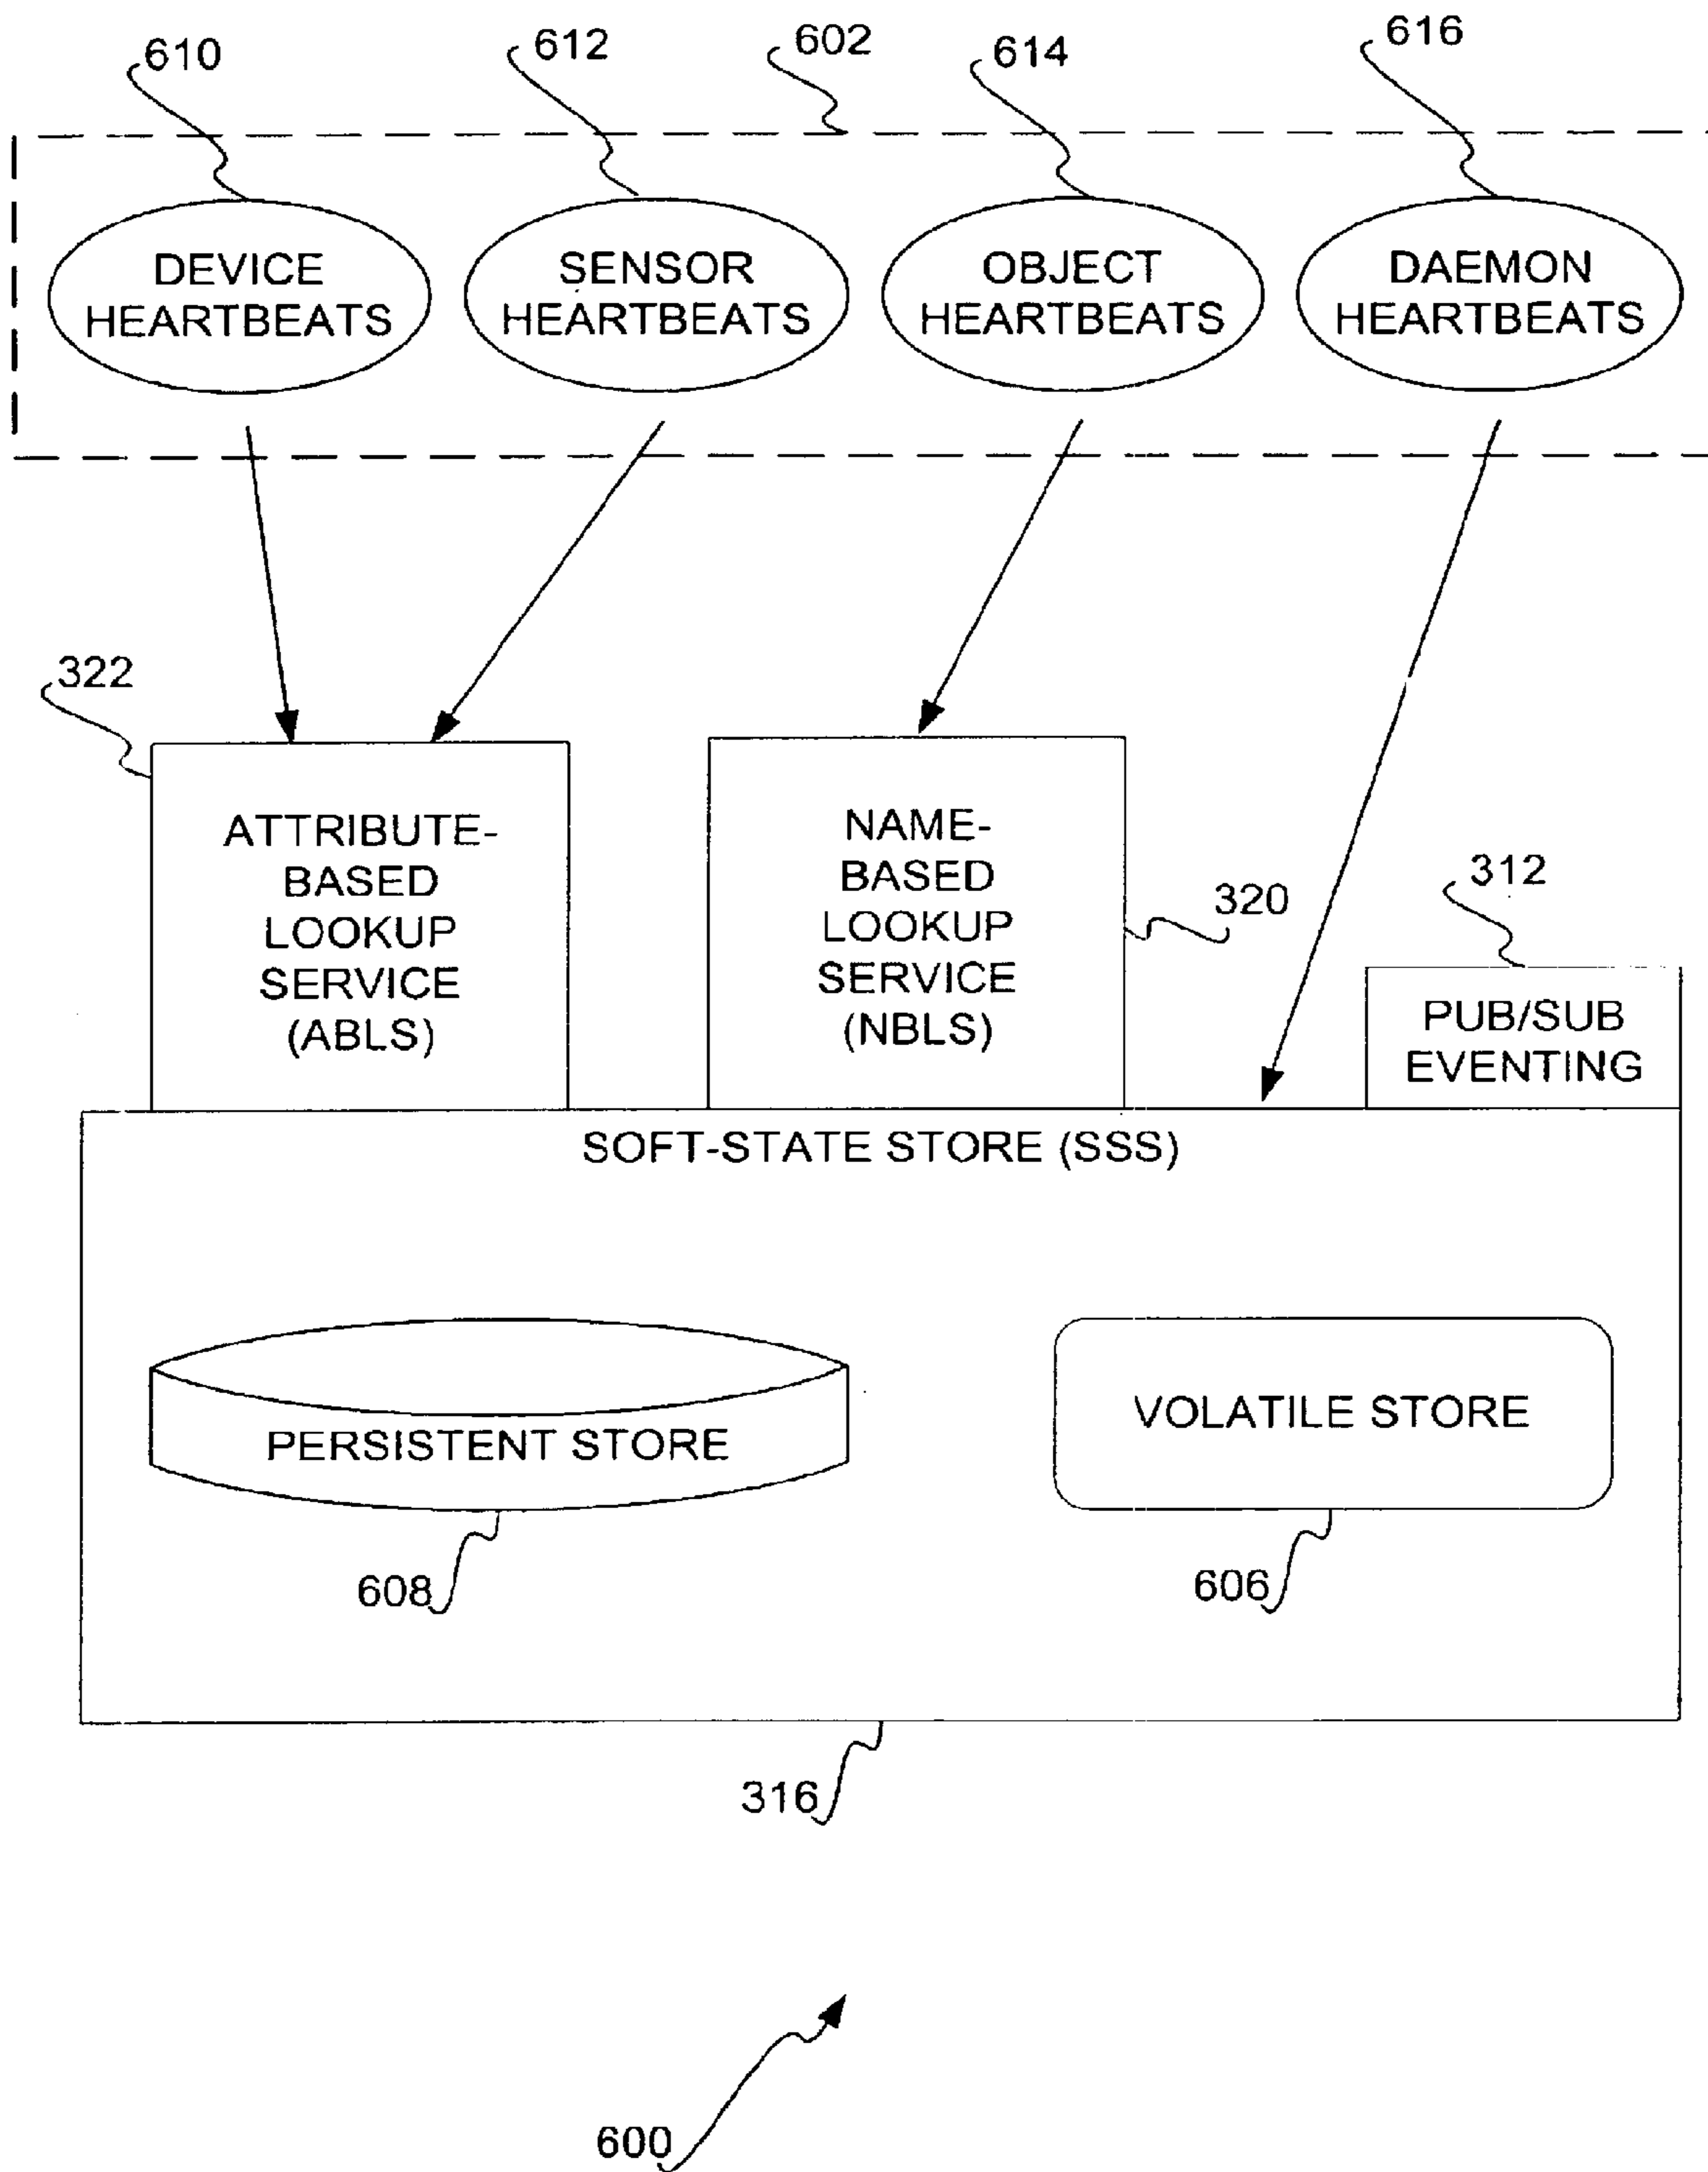 610
612
602
614
616
DEVICE
HEARTBEATS
SENSOR
HEARTBEATS
OBJECT
HEARTBEATS
DAEMON
HEARTBEATS
322
ATTRIBUTE-
BASED
LOOKUP
SERVICE
(ABLS)
NAME-
BASED
LOOKUP
SERVICE
(NBLS)
320
312
PUB/SUB
EVENTING
SOFT-STATE STORE (SSS)
PERSISTENT STORE
VOLATILE STORE
608
606
316
600